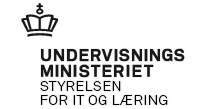 UNDERVISNINGS
MINISTERIET
STYRELSEN
FOR IT OG LÆRING